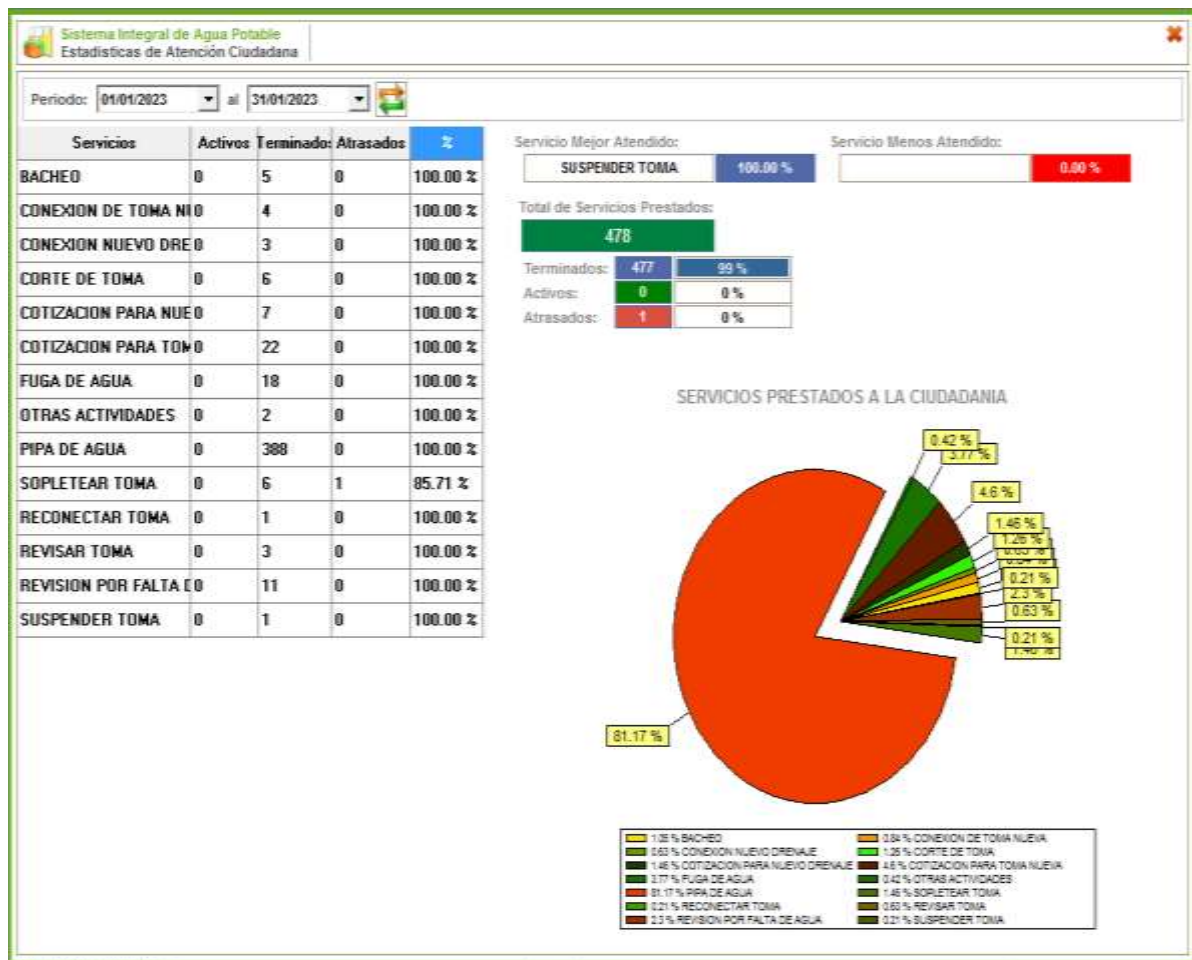 Sistema Integral de Agua Potable
Estadisticas de Atención Ciudadana
Periodo: 01/01/2023 al 31/01/2023
Servicios Activos Terminado: Atrasados %
BACHEO 0 5 0 100.00 %
CONEXION DE TOMA 0 4 0 100.00 %
CONEXION NUEVO DRE 0 3 0 100.00 %
CORTE DE TOMA 0 6 0 100.00 %
COTIZACION PARA NUE 0 7 0 100.00 %
COTIZACION PARA 0 22 0 100.00 %
FUGA DE AGUA 0 18 0 100.00 %
OTRAS ACTIVIDADES 0 2 0 100.00 %
PIPA DE AGUA 0 388 0 100.00 %
SOPLETEAR TOMA 0 6 1 85.71 %
RECONECTAR TOMA 0 1 0 100.00 %
REVISAR TOMA 0 3 0 100.00 %
REVISION POR FALTA 0 11 0 100.00 %
SUSPENDER TOMA 0 1 0 100.00 %
Servicio Mejor Atendido:
SUSPENDER TOMA 100.00 %
Servicio Menos Atendido:
0.00 %
Total de Servicios Prestados:
478
Terminados: 477 99 %
Activos: 0 0 %
Atrasados: 1 0 %
SERVICIOS PRESTADOS A LA CIUDADANIA
0.42 %
3.77 %
4.6 %
1.46 %
1.26 %
0.21 %
2.3 %
0.63 %
0.21 %
81.17 %
BACHEO 0.84 % CONEXION DE TOMA NUEVA
0.63 % CONEXION NUEVO DRENAJE 1.26 % CORTE DE TOMA
1.46 % COTIZACION PARA NUEVO DRENAJE 4.6 % COTIZACION PARA TOMA NUEVA
3.77 % FUGA DE AGUA 0.42 % OTRAS ACTIVIDADES
81.17 % PIPA DE AGUA 1.46 % SOPLETEAR TOMA
0.21 % RECONECTAR TOMA 0.63 % REVISAR TOMA
2.3 % REVISION POR FALTA DE AGUA 0.21 % SUSPENDER TOMA